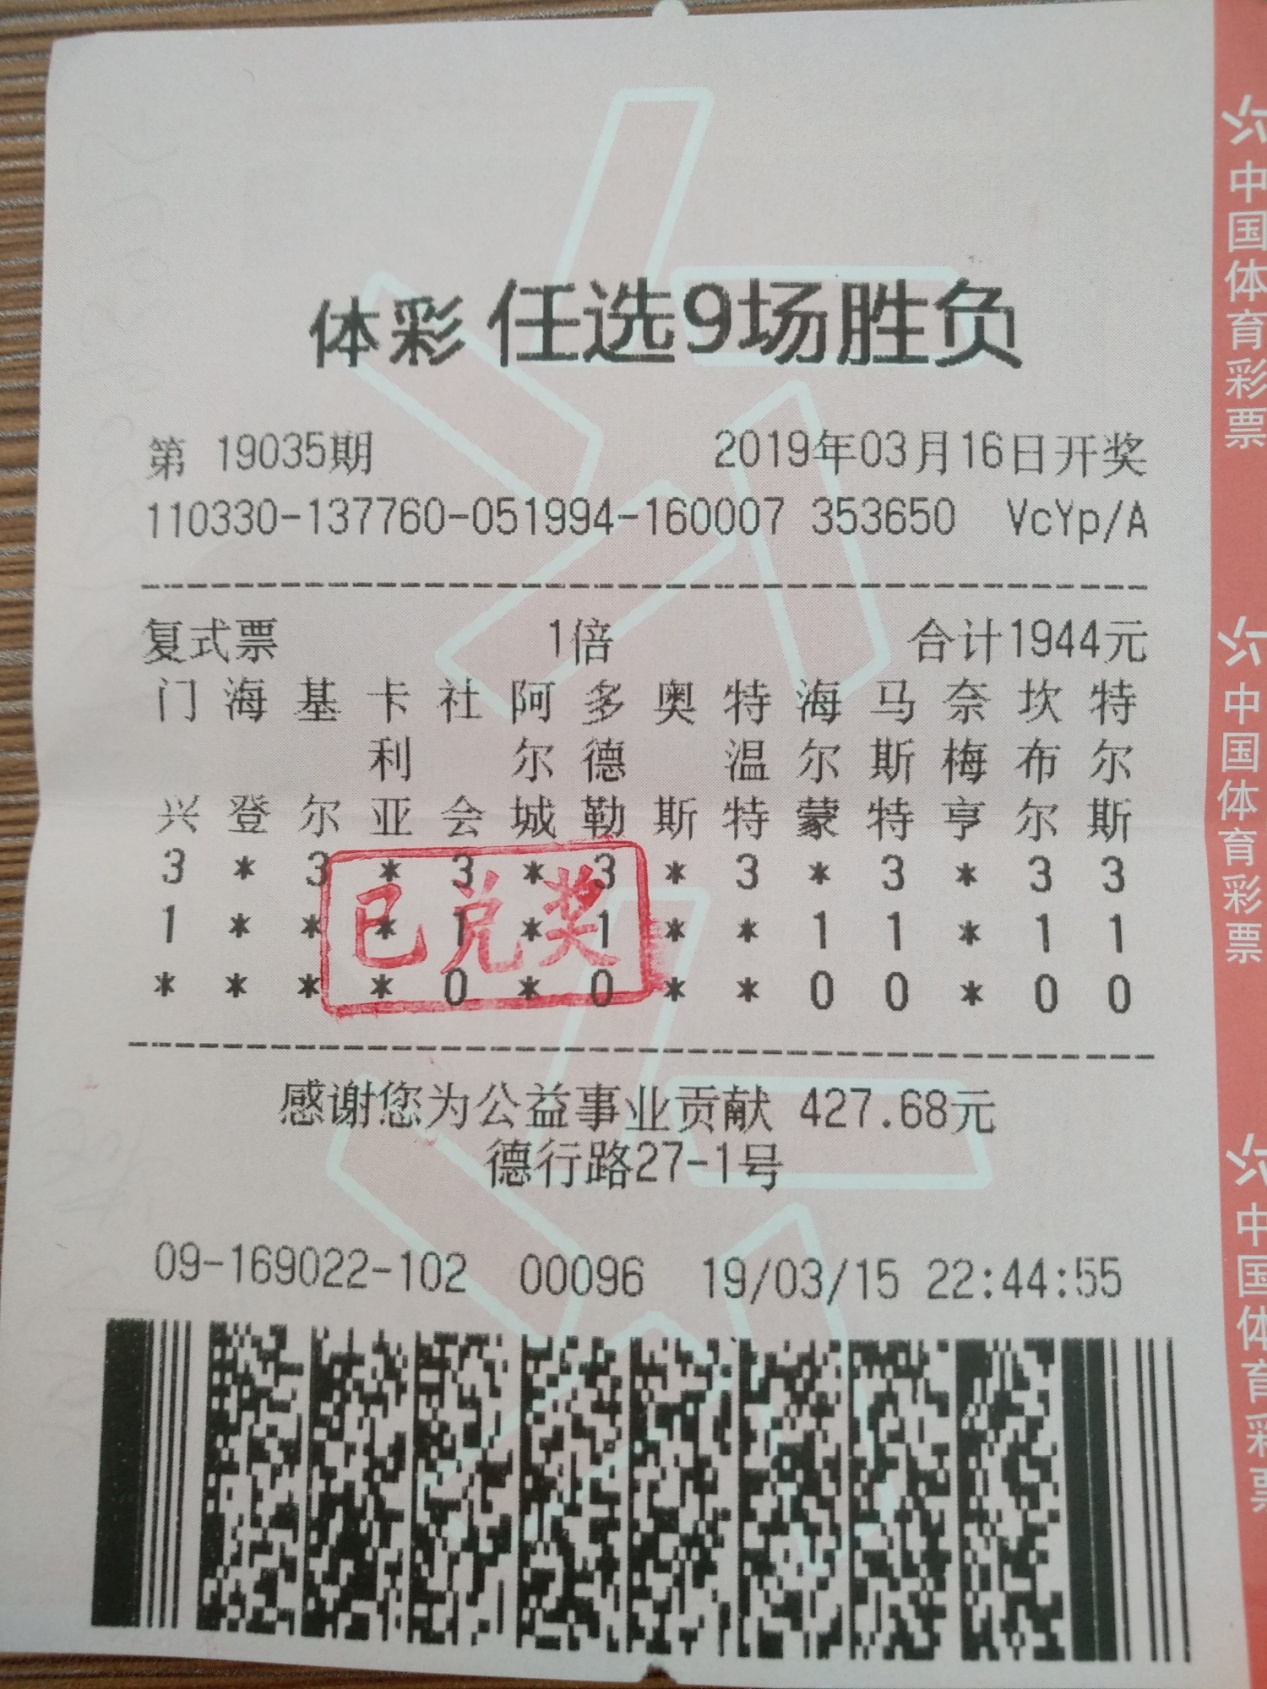 体彩 任选9场胜负
第 19035期 2019年03月16日开奖
110330-137760-051994-160007 353650 VcYp/A
复式票 1倍 合计1944元
门 海 基 卡 社 阿 多 奥 特 海 马 奈 坎 特
利 尔 德 温 尔 斯 梅 布 尔
兴 登 尔 亚 会 城 勒 斯 特 蒙 特 亨 尔 斯
3 * 3 * 3 * 3 * 3 * 3 * 3 3
1 * * * 1 * 1 * * 1 1 * 1 1
* * * * 0 * 0 * * 0 0 * 0 0
已兑奖
感谢您为公益事业贡献 427.68元
德行路27-1号
09-169022-102 00096 19/03/15 22:44:55
中国体育彩票
中国体育彩票
中国体育彩票